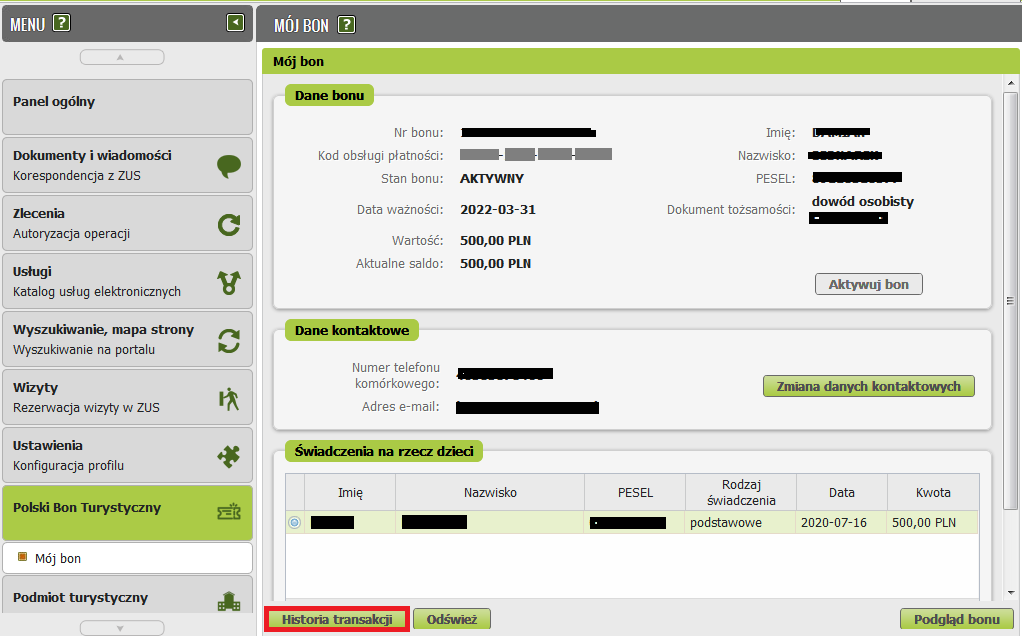 MENU ?
MÓJ BON ?
Panel ogólny
Dokumenty i wiadomości
Korespondencja z ZUS
Zlecenia
Autoryzacja operacji
Usługi
Katalog usług elektronicznych
Wyszukiwanie, mapa strony
Wyszukiwanie na portalu
Wizyty
Rezerwacja wizyty w ZUS
Ustawienia
Konfiguracja profilu
Polski Bon Turystyczny
Mój bon
Podmiot turystyczny
Mój bon
Dane bonu
Nr bonu:
Kod obsługi płatności:
Stan bonu: AKTYWNY
Data ważności: 2022-03-31
Wartość: 500,00 PLN
Aktualne saldo: 500,00 PLN
Imię:
Nazwisko:
PESEL:
Dokument tożsamości: dowód osobisty
Aktywuj bon
Dane kontaktowe
Numer telefonu
komórkowego:
Adres e-mail:
Zmiana danych kontaktowych
Świadczenia na rzecz dzieci
Imię Nazwisko PESEL Rodzaj świadczenia Data Kwota
podstawowe 2020-07-16 500,00 PLN
Historia transakcji Odśwież Podgląd bonu